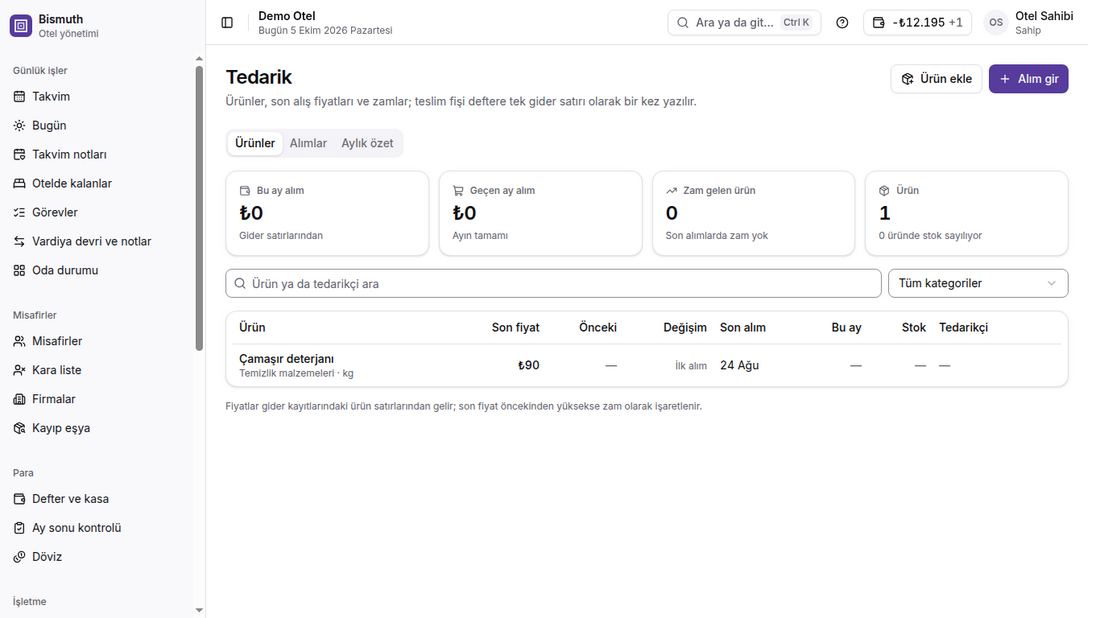 Bismuth
Otel yönetimi
Günlük işler
Takvim
Bugün
Takvim notları
Otelde kalanlar
Görevler
Vardiya devri ve notlar
Oda durumu
Misafirler
Misafirler
Kara liste
Firmalar
Kayıp eşya
Para
Defter ve kasa
Ay sonu kontrolü
Döviz
İşletme
Demo Otel
Bugün 5 Ekim 2026 Pazartesi
Ara ya da git... Ctrl K
-₺12.195 +1
OS
Otel Sahibi
Sahip
Tedarik
Ürünler, son alış fiyatları ve zamlar; teslim fişi deftere tek gider satırı olarak bir kez yazılır.
Ürün ekle
Alım gir
Ürünler Alımlar Aylık özet
Bu ay alım
₺0
Gider satırlarından
Geçen ay alım
₺0
Ayın tamamı
Zam gelen ürün
0
Son alımlarda zam yok
Ürün
1
0 üründe stok sayılıyor
Ürün ya da tedarikçi ara
Tüm kategoriler
Ürün Son fiyat Önceki Değişim Son alım Bu ay Stok Tedarikçi
Çamaşır deterjanı ₺90 — İlk alım 24 Ağu — — —
Temizlik malzemeleri · kg
Fiyatlar gider kayıtlarındaki ürün satırlarından gelir; son fiyat öncekinden yüksekse zam olarak işaretlenir.